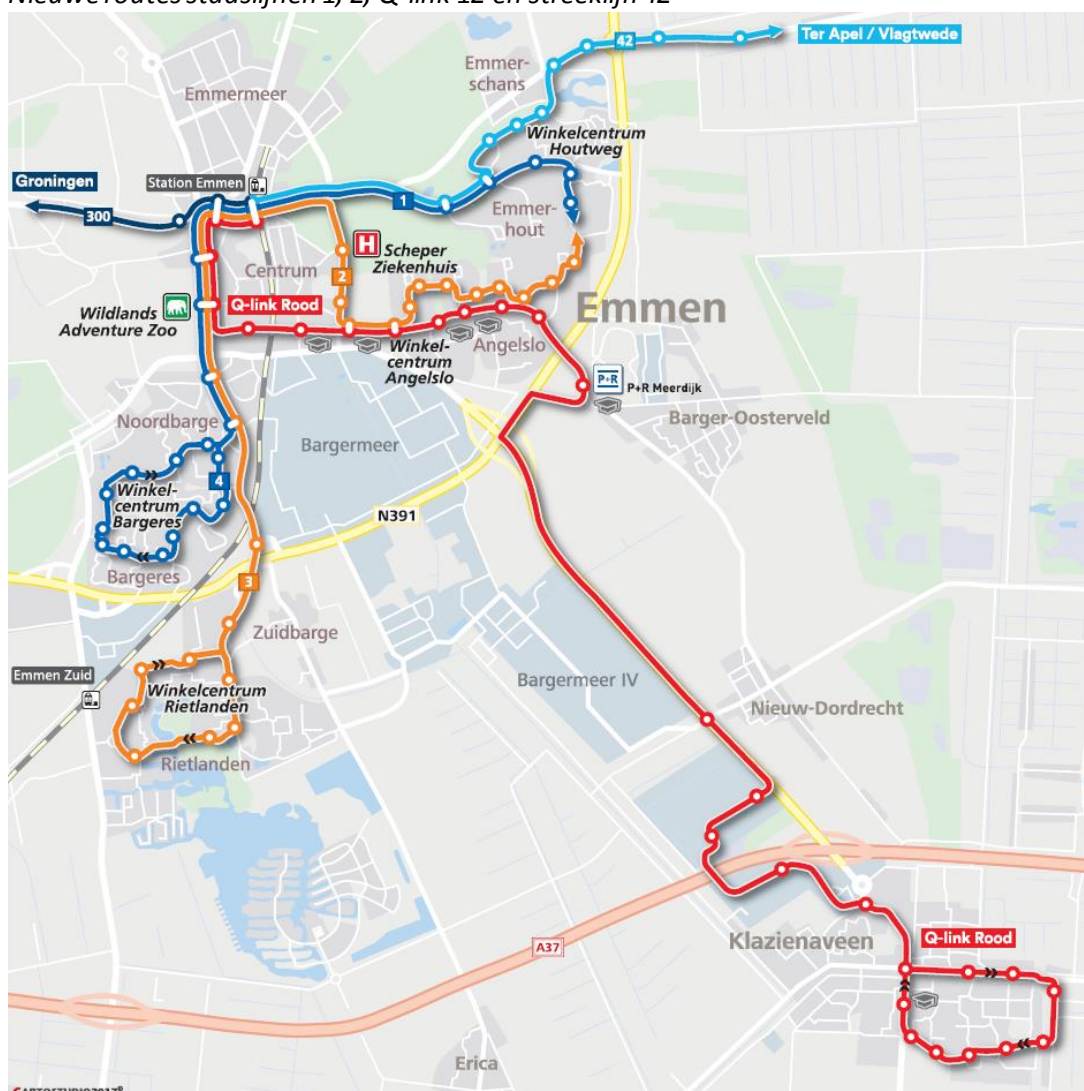 Nieuwe routes stadslijnen 1, 2, Q-link 12 en streeklijn 42
42
Ter Apel / Vlagtwede
Emmer-
schans
Emmermeer
Winkelcentrum
Houtweg
Groningen
Station Emmen
300
1
Emmer-
hout
H
Scheper
Ziekenhuis
Centrum
2
Q-link Rood
Wildlands
Adventure Zoo
Emmen
Winkel-
centrum
Angelslo
Angelslo
P+R
P+R Meerdijk
Noordbarge
Bargermeer
Barger-Oosterveld
4
Winkel-
centrum
Bargeres
N391
Bargeres
3
Zuidbarge
Emmen Zuid
Winkelcentrum
Rietlanden
Bargermeer IV
Nieuw-Dordrecht
Rietlanden
Klazienaveen
Q-link Rood
A37
Erica